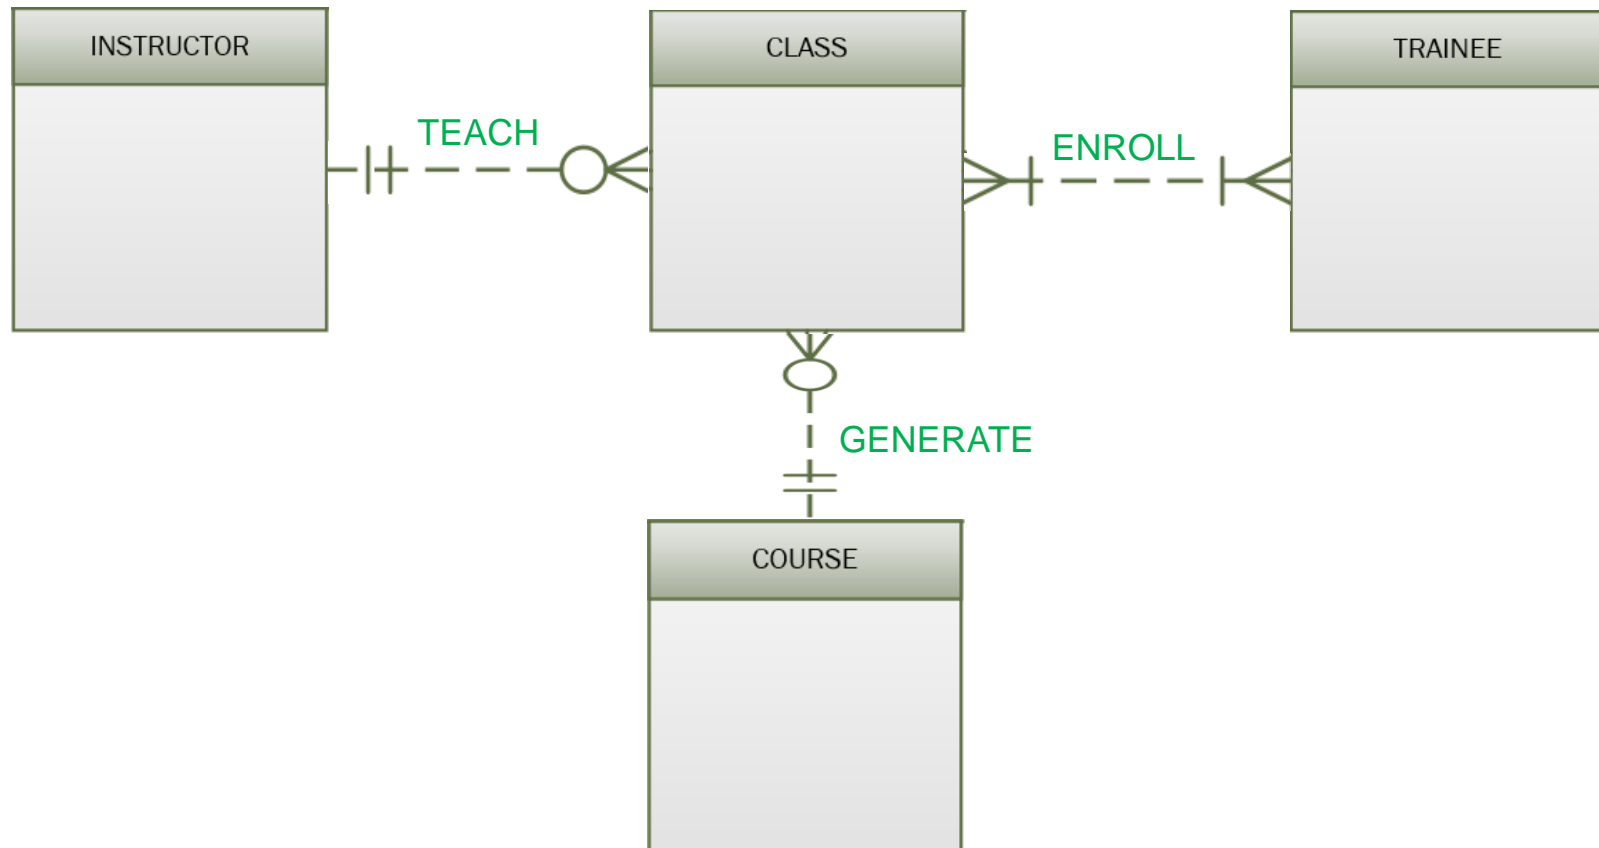 INSTRUCTOR
CLASS
TRAINEE
TEACH
ENROLL
GENERATE
COURSE